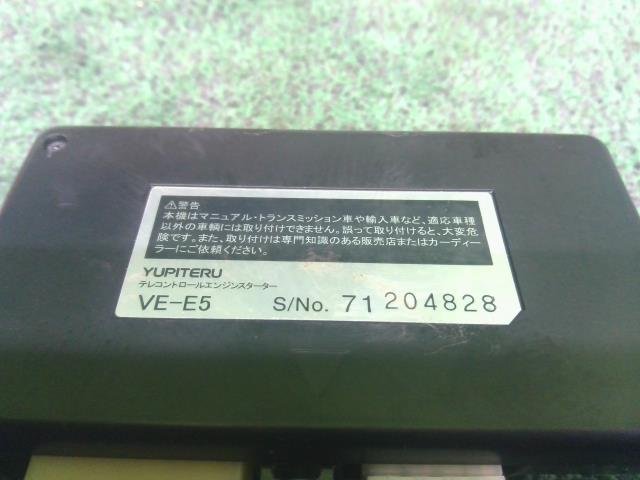 ⚠警告
本機はマニュアル・トランスミッション車や輸入車など、適応車種
以外の車輌には取り付けできません。誤って取り付けると、大変危
険です。また、取り付けは専門知識のある販売店またはカーディー
ラーにご依頼ください。
YUPITERU
テレコントロールエンジンスターター
VE-E5 S/No. 71204828